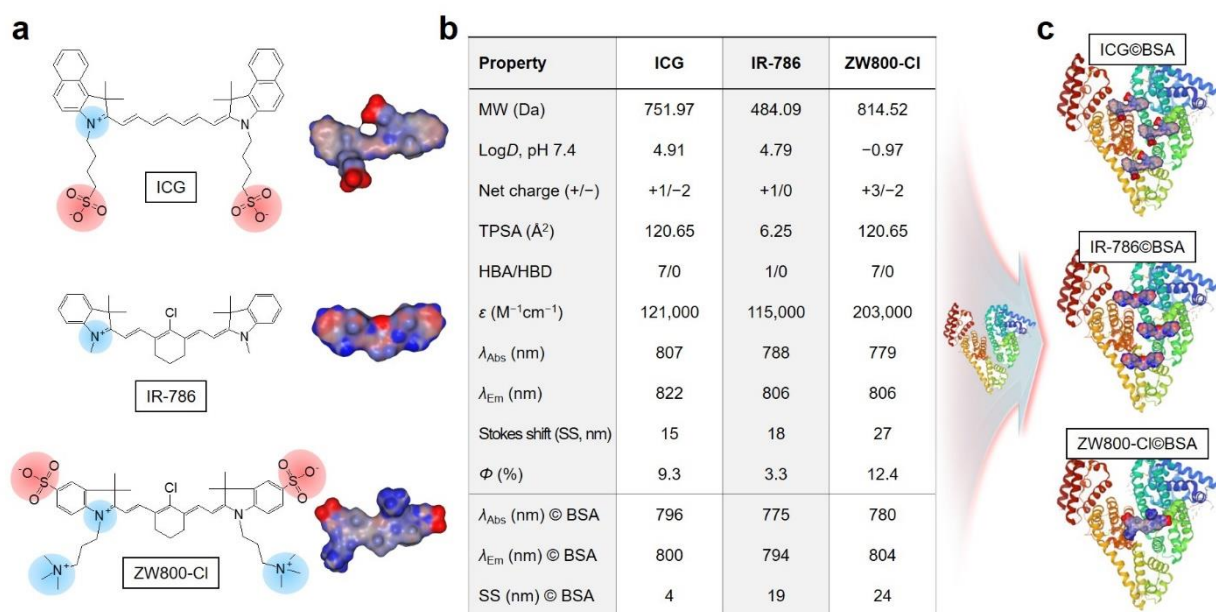 a
b
c
N⁺
S
O
O
O⁻
S
O
O
O⁻
ICG
Cl
N⁺
N
IR-786
⁻O
O
S
O
Cl
O
S
O
O⁻
N⁺
N
N⁺
N⁺
ZW800-Cl
Property ICG IR-786 ZW800-Cl
MW (Da) 751.97 484.09 814.52
LogD, pH 7.4 4.91 4.79 −0.97
Net charge (+/−) +1/−2 +1/0 +3/−2
TPSA (Å²) 120.65 6.25 120.65
HBA/HBD 7/0 1/0 7/0
ε (M⁻¹cm⁻¹) 121,000 115,000 203,000
λAbs (nm) 807 788 779
λEm (nm) 822 806 806
Stokes shift (SS, nm) 15 18 27
Φ (%) 9.3 3.3 12.4
λAbs (nm) © BSA 796 775 780
λEm (nm) © BSA 800 794 804
SS (nm) © BSA 4 19 24
ICG©BSA
IR-786©BSA
ZW800-Cl©BSA